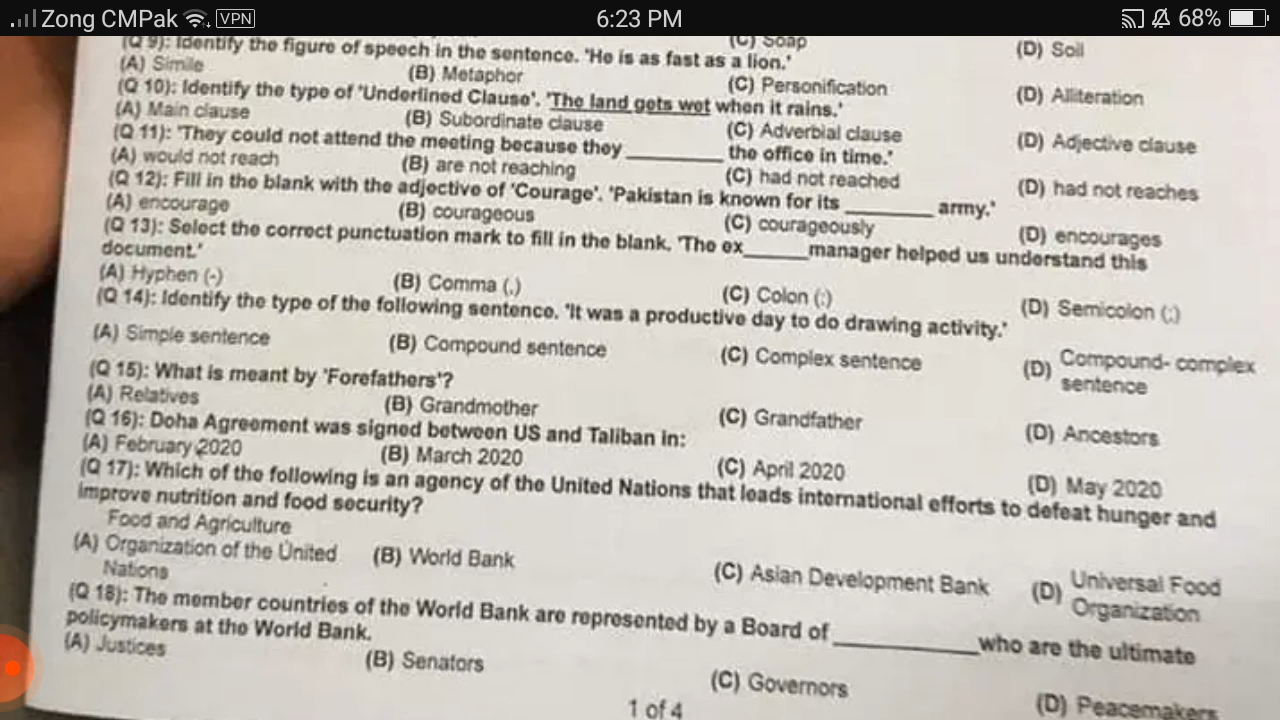 Zong CMPak VPN 6:23 PM 68%
(C) Soap (D) Soil
(Q 9): Identify the figure of speech in the sentence. 'He is as fast as a lion.'
(A) Simile (B) Metaphor (C) Personification (D) Alliteration
(Q 10): Identify the type of 'Underlined Clause'. 'The land gets wet when it rains.'
(A) Main clause (B) Subordinate clause (C) Adverbial clause (D) Adjective clause
(Q 11): 'They could not attend the meeting because they ________ the office in time.'
(A) would not reach (B) are not reaching (C) had not reached (D) had not reaches
(Q 12): Fill in the blank with the adjective of 'Courage'. 'Pakistan is known for its ________ army.'
(A) encourage (B) courageous (C) courageously (D) encourages
(Q 13): Select the correct punctuation mark to fill in the blank. 'The ex______manager helped us understand this
document.'
(A) Hyphen (-) (B) Comma (,) (C) Colon (:) (D) Semicolon (;)
(Q 14): Identify the type of the following sentence. 'It was a productive day to do drawing activity.'
(A) Simple sentence (B) Compound sentence (C) Complex sentence (D) Compound- complex
sentence
(Q 15): What is meant by 'Forefathers'?
(A) Relatives (B) Grandmother (C) Grandfather (D) Ancestors
(Q 16): Doha Agreement was signed between US and Taliban in:
(A) February 2020 (B) March 2020 (C) April 2020 (D) May 2020
(Q 17): Which of the following is an agency of the United Nations that leads international efforts to defeat hunger and
improve nutrition and food security?
Food and Agriculture
(A) Organization of the United (B) World Bank (C) Asian Development Bank (D) Universal Food
Nations Organization
(Q 18): The member countries of the World Bank are represented by a Board of ____________who are the ultimate
policymakers at the World Bank.
(A) Justices (B) Senators (C) Governors (D) Peacemakers
1 of 4